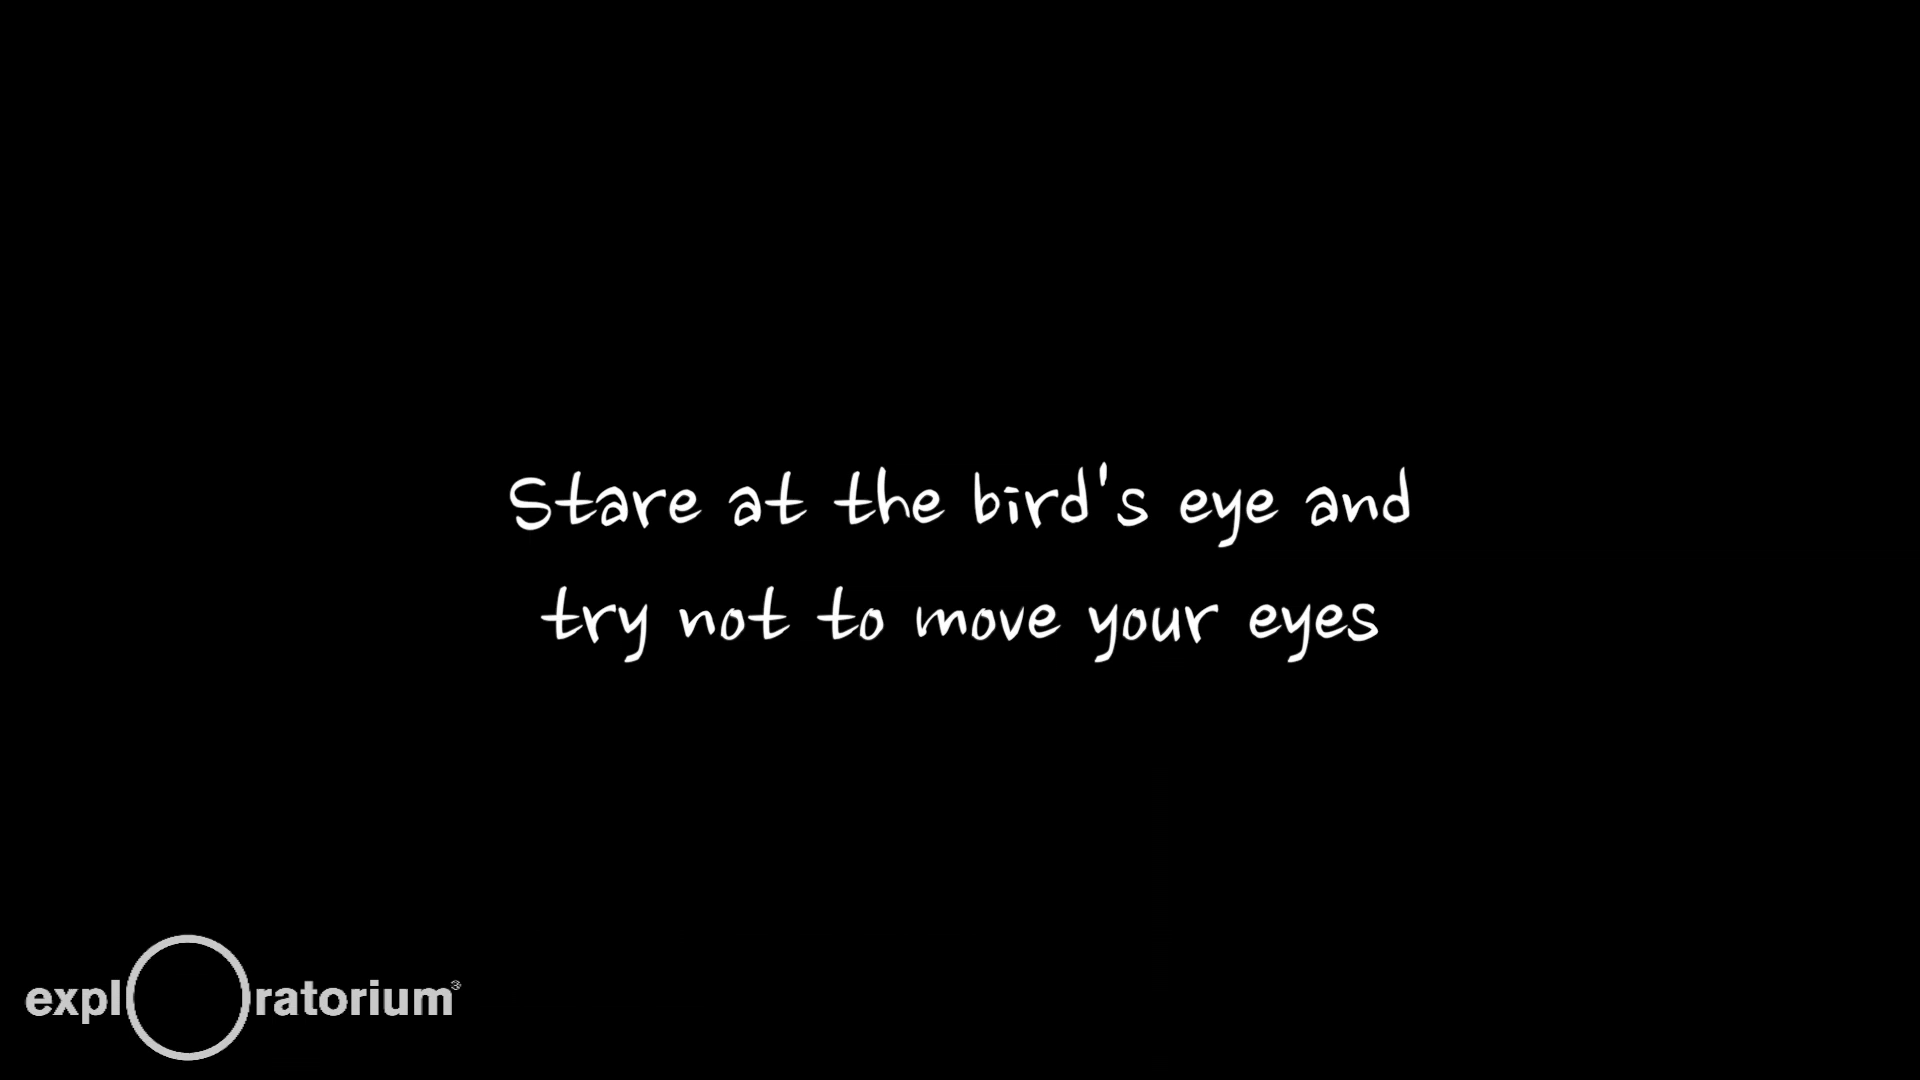 Stare at the bird's eye and
try not to move your eyes
exploratorium®